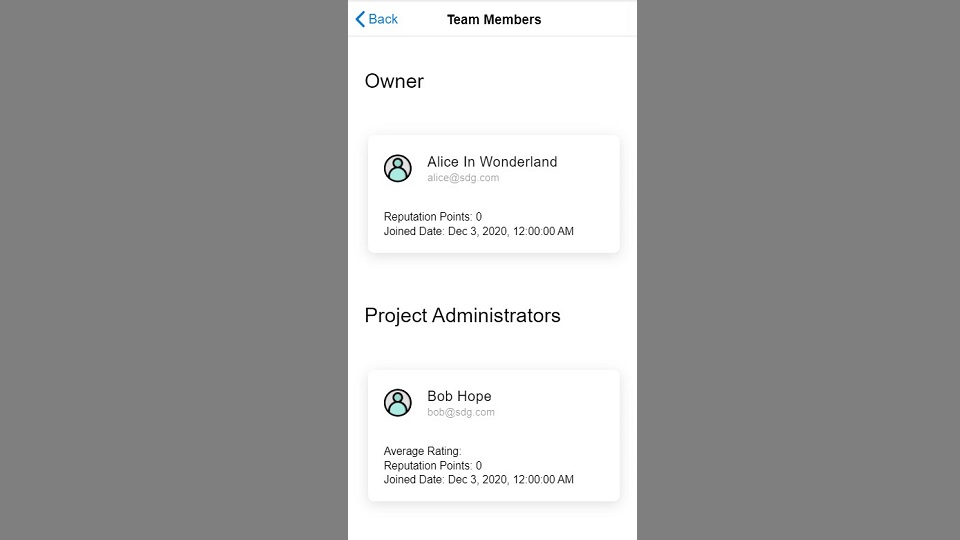 Back
Team Members
Owner
Alice In Wonderland
alice@sdg.com
Reputation Points: 0
Joined Date: Dec 3, 2020, 12:00:00 AM
Project Administrators
Bob Hope
bob@sdg.com
Average Rating:
Reputation Points: 0
Joined Date: Dec 3, 2020, 12:00:00 AM